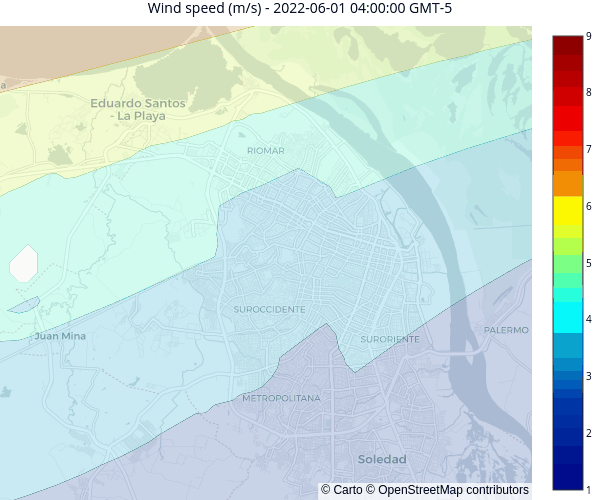 Wind speed (m/s) - 2022-06-01 04:00:00 GMT-5
a
Eduardo Santos
- La Playa
RIOMAR
SUROCCIDENTE
Juan Mina
SURORIENTE
PALERMO
METROPOLITANA
Soledad
© Carto © OpenStreetMap contributors
9
8
7
6
5
4
3
2
1